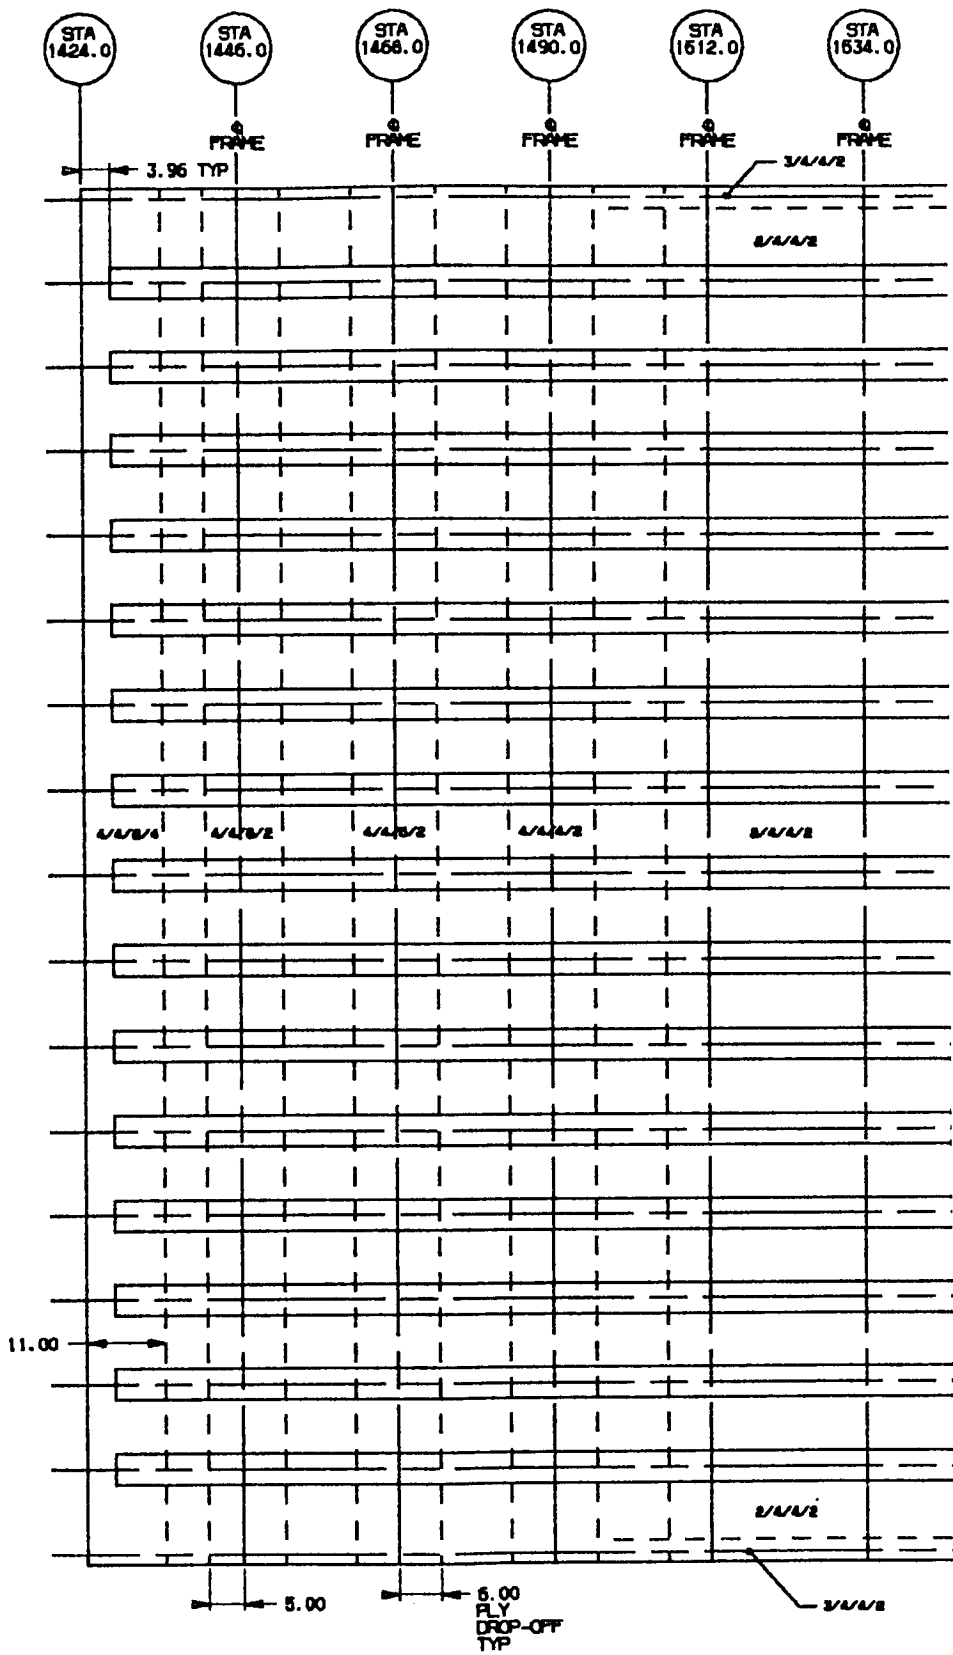 STA
1424.0
STA
1446.0
STA
1468.0
STA
1490.0
STA
1512.0
STA
1534.0
FRAME
FRAME
FRAME
FRAME
FRAME
3.96 TYP
3/4/4/2
2/4/4/2
4/4/8/4
4/4/8/2
4/4/6/2
4/4/4/2
2/4/4/2
11.00
2/4/4/2
5.00
6.00
PLY
DROP-OFF
TYP
3/4/4/2